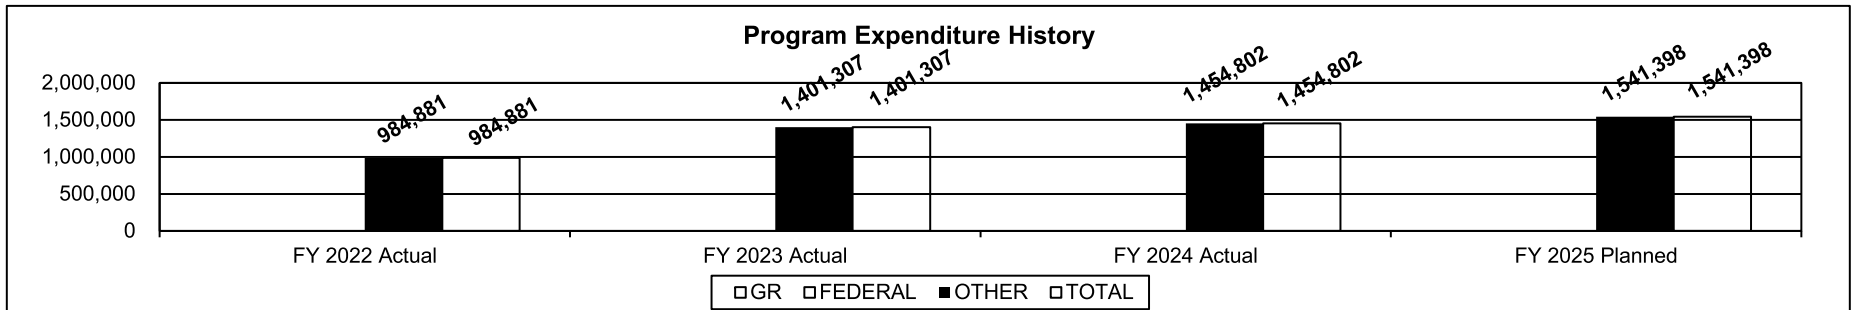 Program Expenditure History
984,881
984,881
1,401,307
1,401,307
1,454,802
1,454,802
1,541,398
1,541,398
2,000,000
1,500,000
1,000,000
500,000
0
FY 2022 Actual
FY 2023 Actual
FY 2024 Actual
FY 2025 Planned
GR FEDERAL OTHER TOTAL